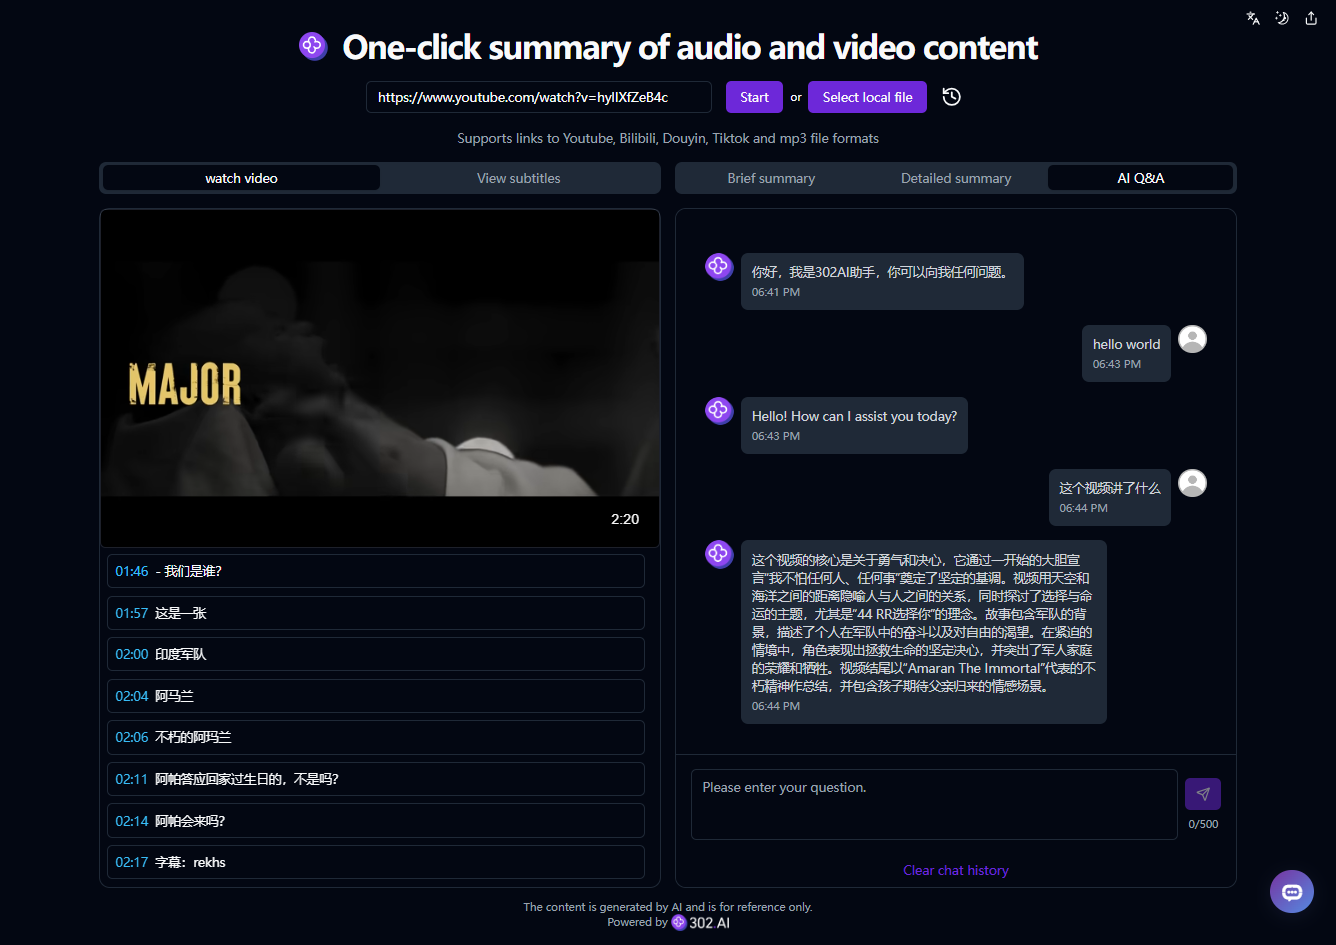 One-click summary of audio and video content
https://www.youtube.com/watch?v=hyIlXfZeB4c
Start
or
Select local file
Supports links to Youtube, Bilibili, Douyin, Tiktok and mp3 file formats
watch video
View subtitles
MAJOR
2:20
01:46 - 我们是谁?
01:57 这是一张
02:00 印度军队
02:04 阿马兰
02:06 不朽的阿玛兰
02:11 阿帕答应回家过生日的，不是吗?
02:14 阿帕会来吗?
02:17 字幕：rekhs
Brief summary
Detailed summary
AI Q&A
你好，我是302AI助手，你可以向我任何问题。
06:41 PM
hello world
06:43 PM
Hello! How can I assist you today?
06:43 PM
这个视频讲了什么
06:44 PM
这个视频的核心是关于勇气和决心，它通过一开始的大胆宣
言"我不怕任何人、任何事"奠定了坚定的基调。视频用天空和
海洋之间的距离隐喻人与人之间的关系，同时探讨了选择与命
运的主题，尤其是"44 RR选择你"的理念。故事包含军队的背
景，描述了个人在军队中的奋斗以及对自由的渴望。在紧迫的
情境中，角色表现出拯救生命的坚定决心，并突出了军人家庭
的荣耀和牺牲。视频结尾以“Amaran The Immortal”代表的不
朽精神作总结，并包含孩子期待父亲归来的情感场景。
06:44 PM
Please enter your question.
0/500
Clear chat history
The content is generated by AI and is for reference only.
Powered by 302.AI